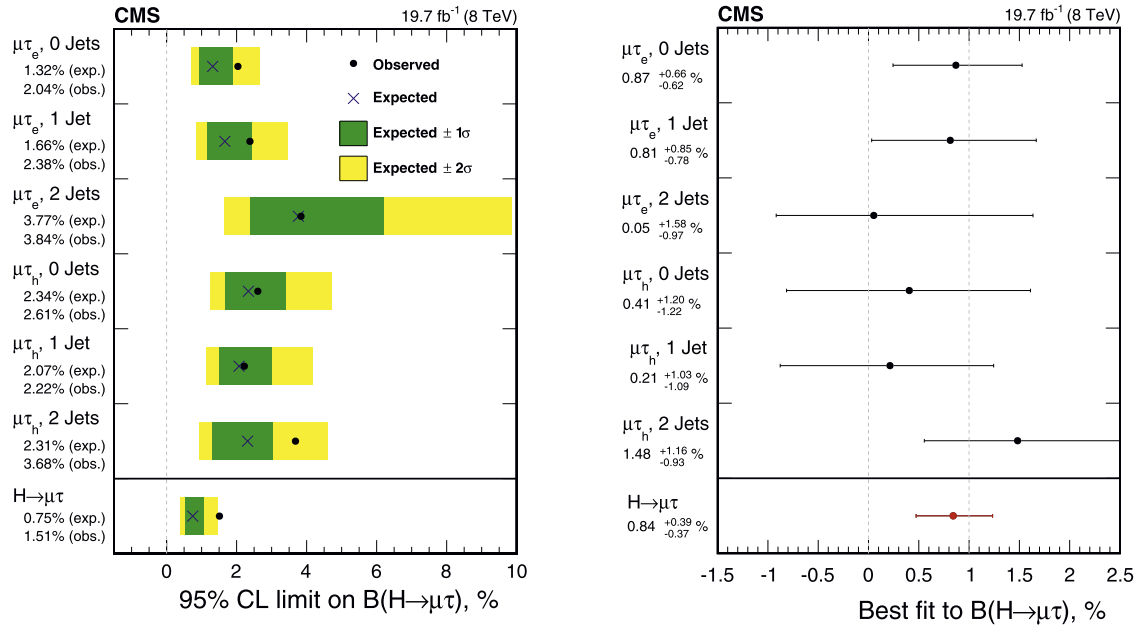 CMS 19.7 fb⁻¹ (8 TeV)
μτₑ, 0 Jets
1.32% (exp.)
2.04% (obs.)
μτₑ, 1 Jet
1.66% (exp.)
2.38% (obs.)
μτₑ, 2 Jets
3.77% (exp.)
3.84% (obs.)
μτₕ, 0 Jets
2.34% (exp.)
2.61% (obs.)
μτₕ, 1 Jet
2.07% (exp.)
2.22% (obs.)
μτₕ, 2 Jets
2.31% (exp.)
3.68% (obs.)
H→μτ
0.75% (exp.)
1.51% (obs.)
Observed
Expected
Expected ± 1σ
Expected ± 2σ
0 2 4 6 8 10
95% CL limit on B(H→μτ), %
CMS 19.7 fb⁻¹ (8 TeV)
μτₑ, 0 Jets
0.87 +0.66 -0.62 %
μτₑ, 1 Jet
0.81 +0.85 -0.78 %
μτₑ, 2 Jets
0.05 +1.58 -0.97 %
μτₕ, 0 Jets
0.41 +1.20 -1.22 %
μτₕ, 1 Jet
0.21 +1.03 -1.09 %
μτₕ, 2 Jets
1.48 +1.16 -0.93 %
H→μτ
0.84 +0.39 -0.37 %
-1.5 -1 -0.5 0 0.5 1 1.5 2 2.5
Best fit to B(H→μτ), %